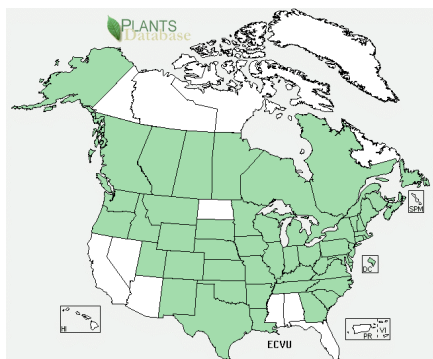 PLANTS
Database
SPM
DC
HI
PR
VI
ECVU